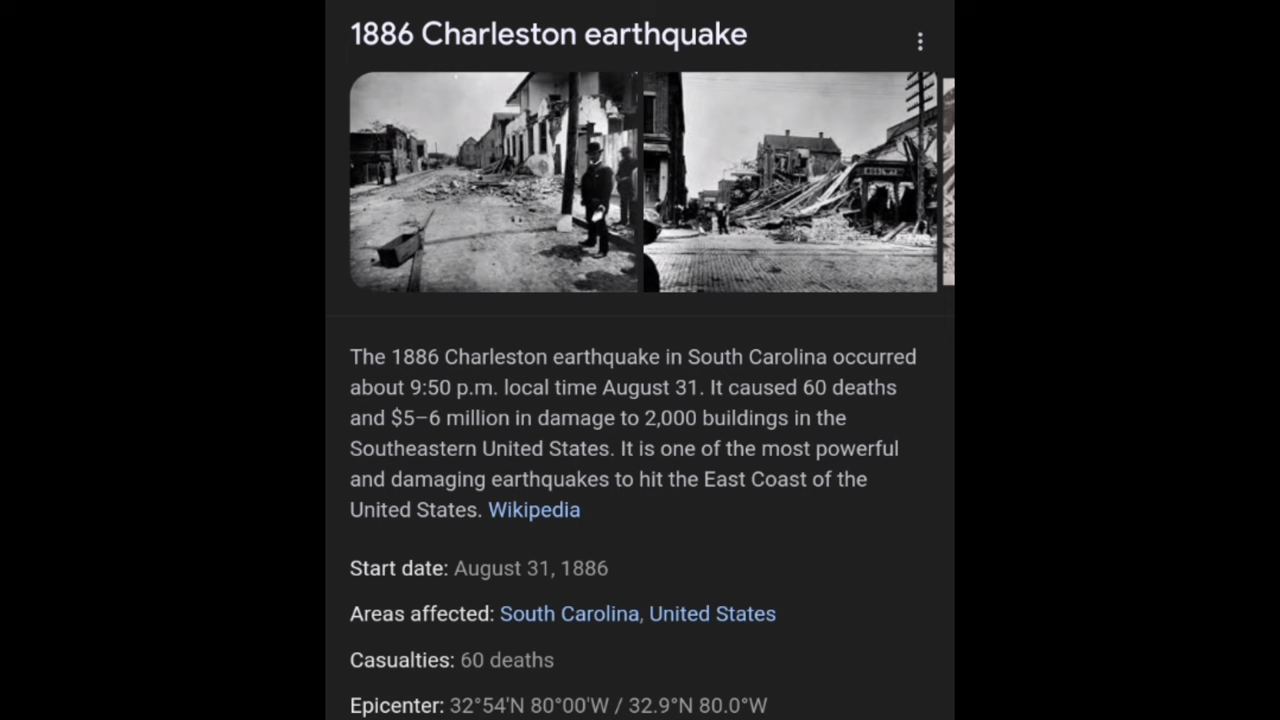 1886 Charleston earthquake
The 1886 Charleston earthquake in South Carolina occurred
about 9:50 p.m. local time August 31. It caused 60 deaths
and $5–6 million in damage to 2,000 buildings in the
Southeastern United States. It is one of the most powerful
and damaging earthquakes to hit the East Coast of the
United States. Wikipedia
Start date: August 31, 1886
Areas affected: South Carolina, United States
Casualties: 60 deaths
Epicenter: 32°54'N 80°00'W / 32.9°N 80.0°W